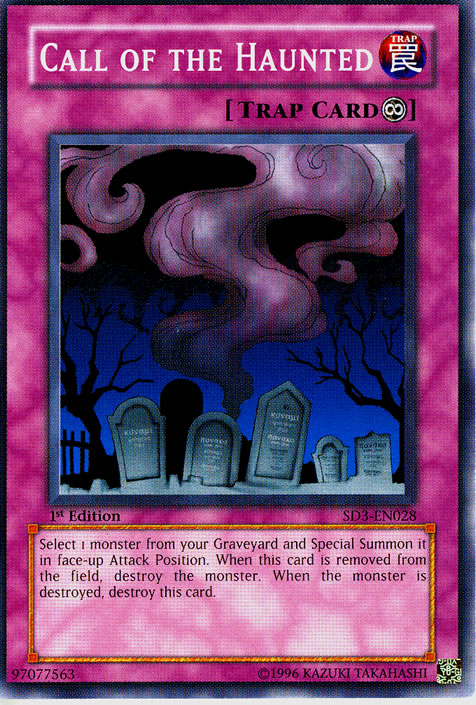 CALL OF THE HAUNTED
TRAP
罠
[TRAP CARD]
1st Edition
SD3-EN028
Select 1 monster from your Graveyard and Special Summon it
in face-up Attack Position. When this card is removed from
the field, destroy the monster. When the monster is
destroyed, destroy this card.
97077563
©1996 KAZUKI TAKAHASHI